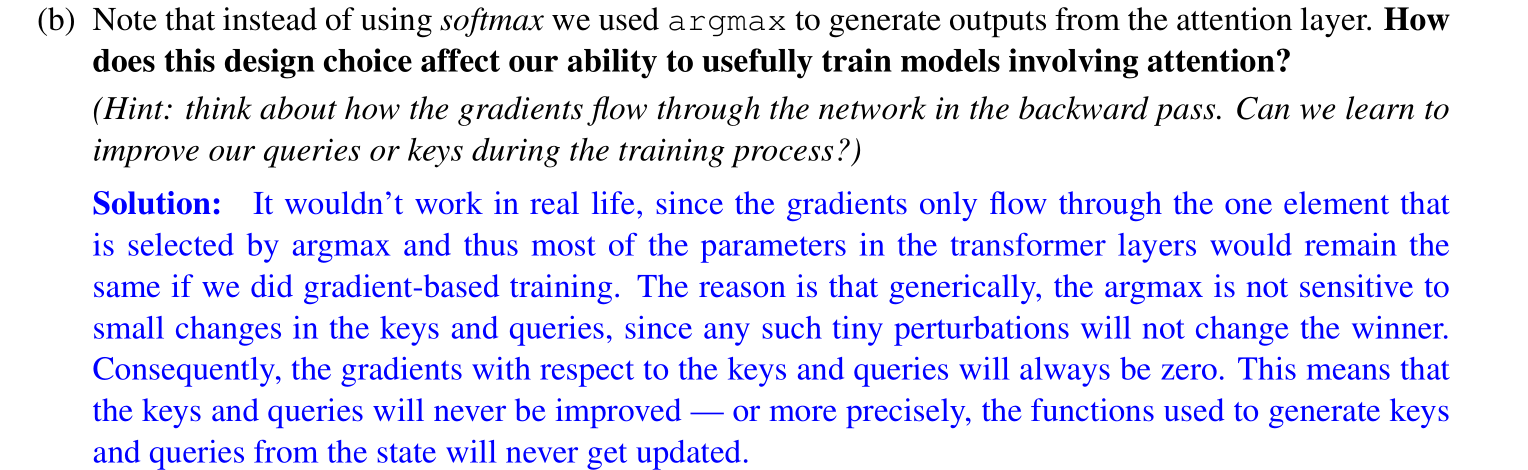 (b) Note that instead of using softmax we used argmax to generate outputs from the attention layer. How
does this design choice affect our ability to usefully train models involving attention?
(Hint: think about how the gradients flow through the network in the backward pass. Can we learn to
improve our queries or keys during the training process?)
Solution: It wouldn't work in real life, since the gradients only flow through the one element that
is selected by argmax and thus most of the parameters in the transformer layers would remain the
same if we did gradient-based training. The reason is that generically, the argmax is not sensitive to
small changes in the keys and queries, since any such tiny perturbations will not change the winner.
Consequently, the gradients with respect to the keys and queries will always be zero. This means that
the keys and queries will never be improved — or more precisely, the functions used to generate keys
and queries from the state will never get updated.